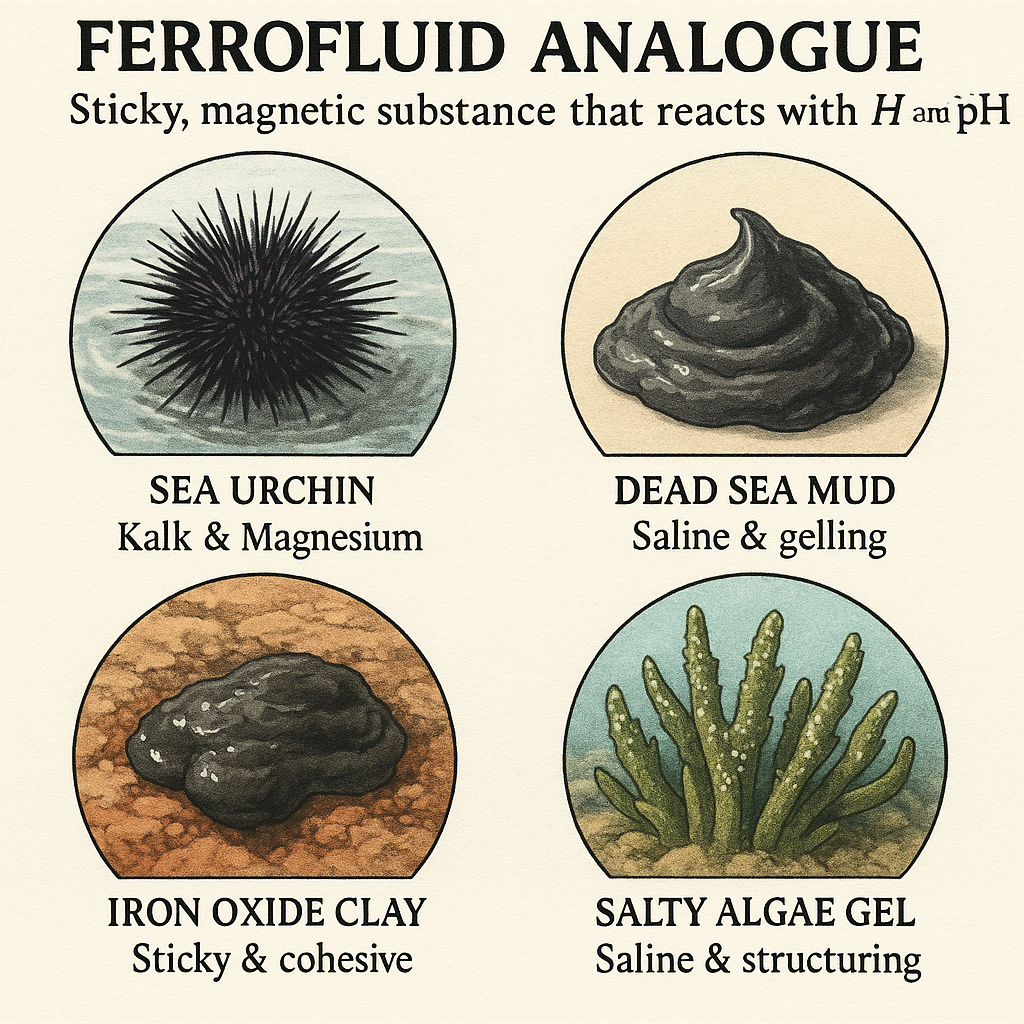 FERROFLUID ANALOGUE
Sticky, magnetic substance that reacts with H pH
SEA URCHIN
Kalk & Magnesium
DEAD SEA MUD
Saline & gelling
IRON OXIDE CLAY
Sticky & cohesive
SALTY ALGAE GEL
Saline & structuring